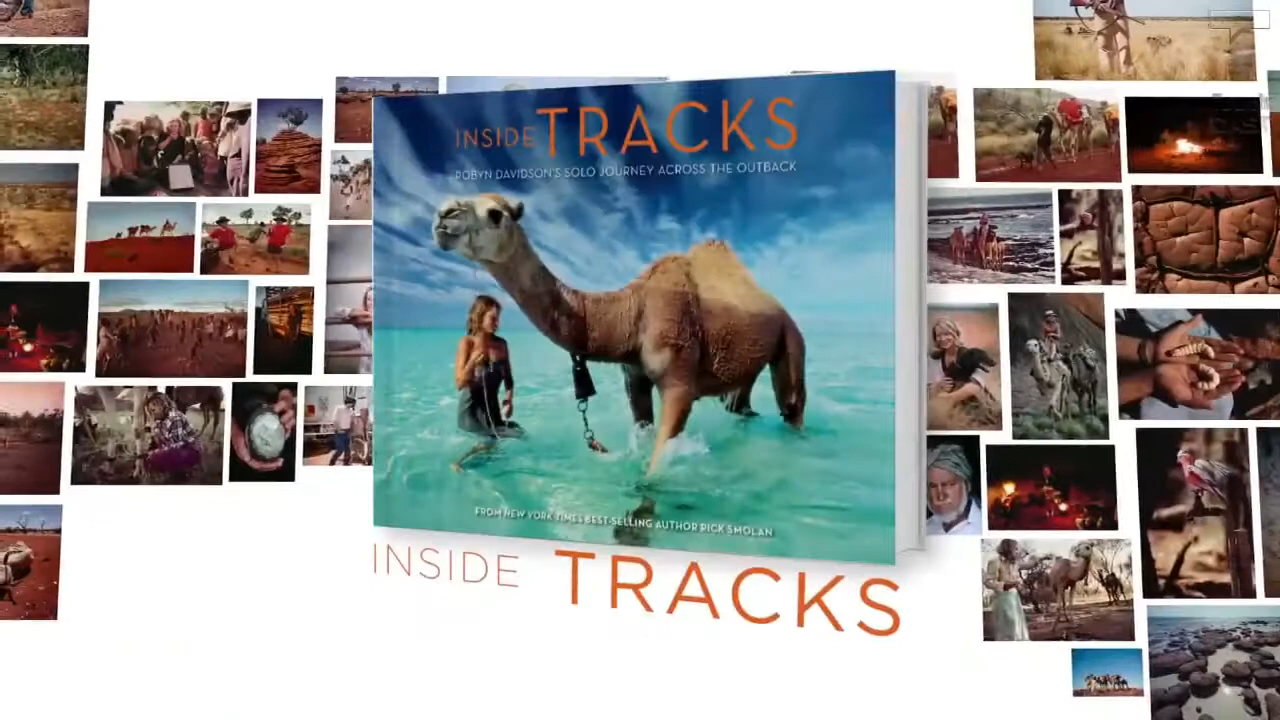 INSIDE TRACKS
ROBYN DAVIDSON'S SOLO JOURNEY ACROSS THE OUTBACK
FROM NEW YORK TIMES BEST-SELLING AUTHOR RICK SMOLAN
INSIDE TRACKS